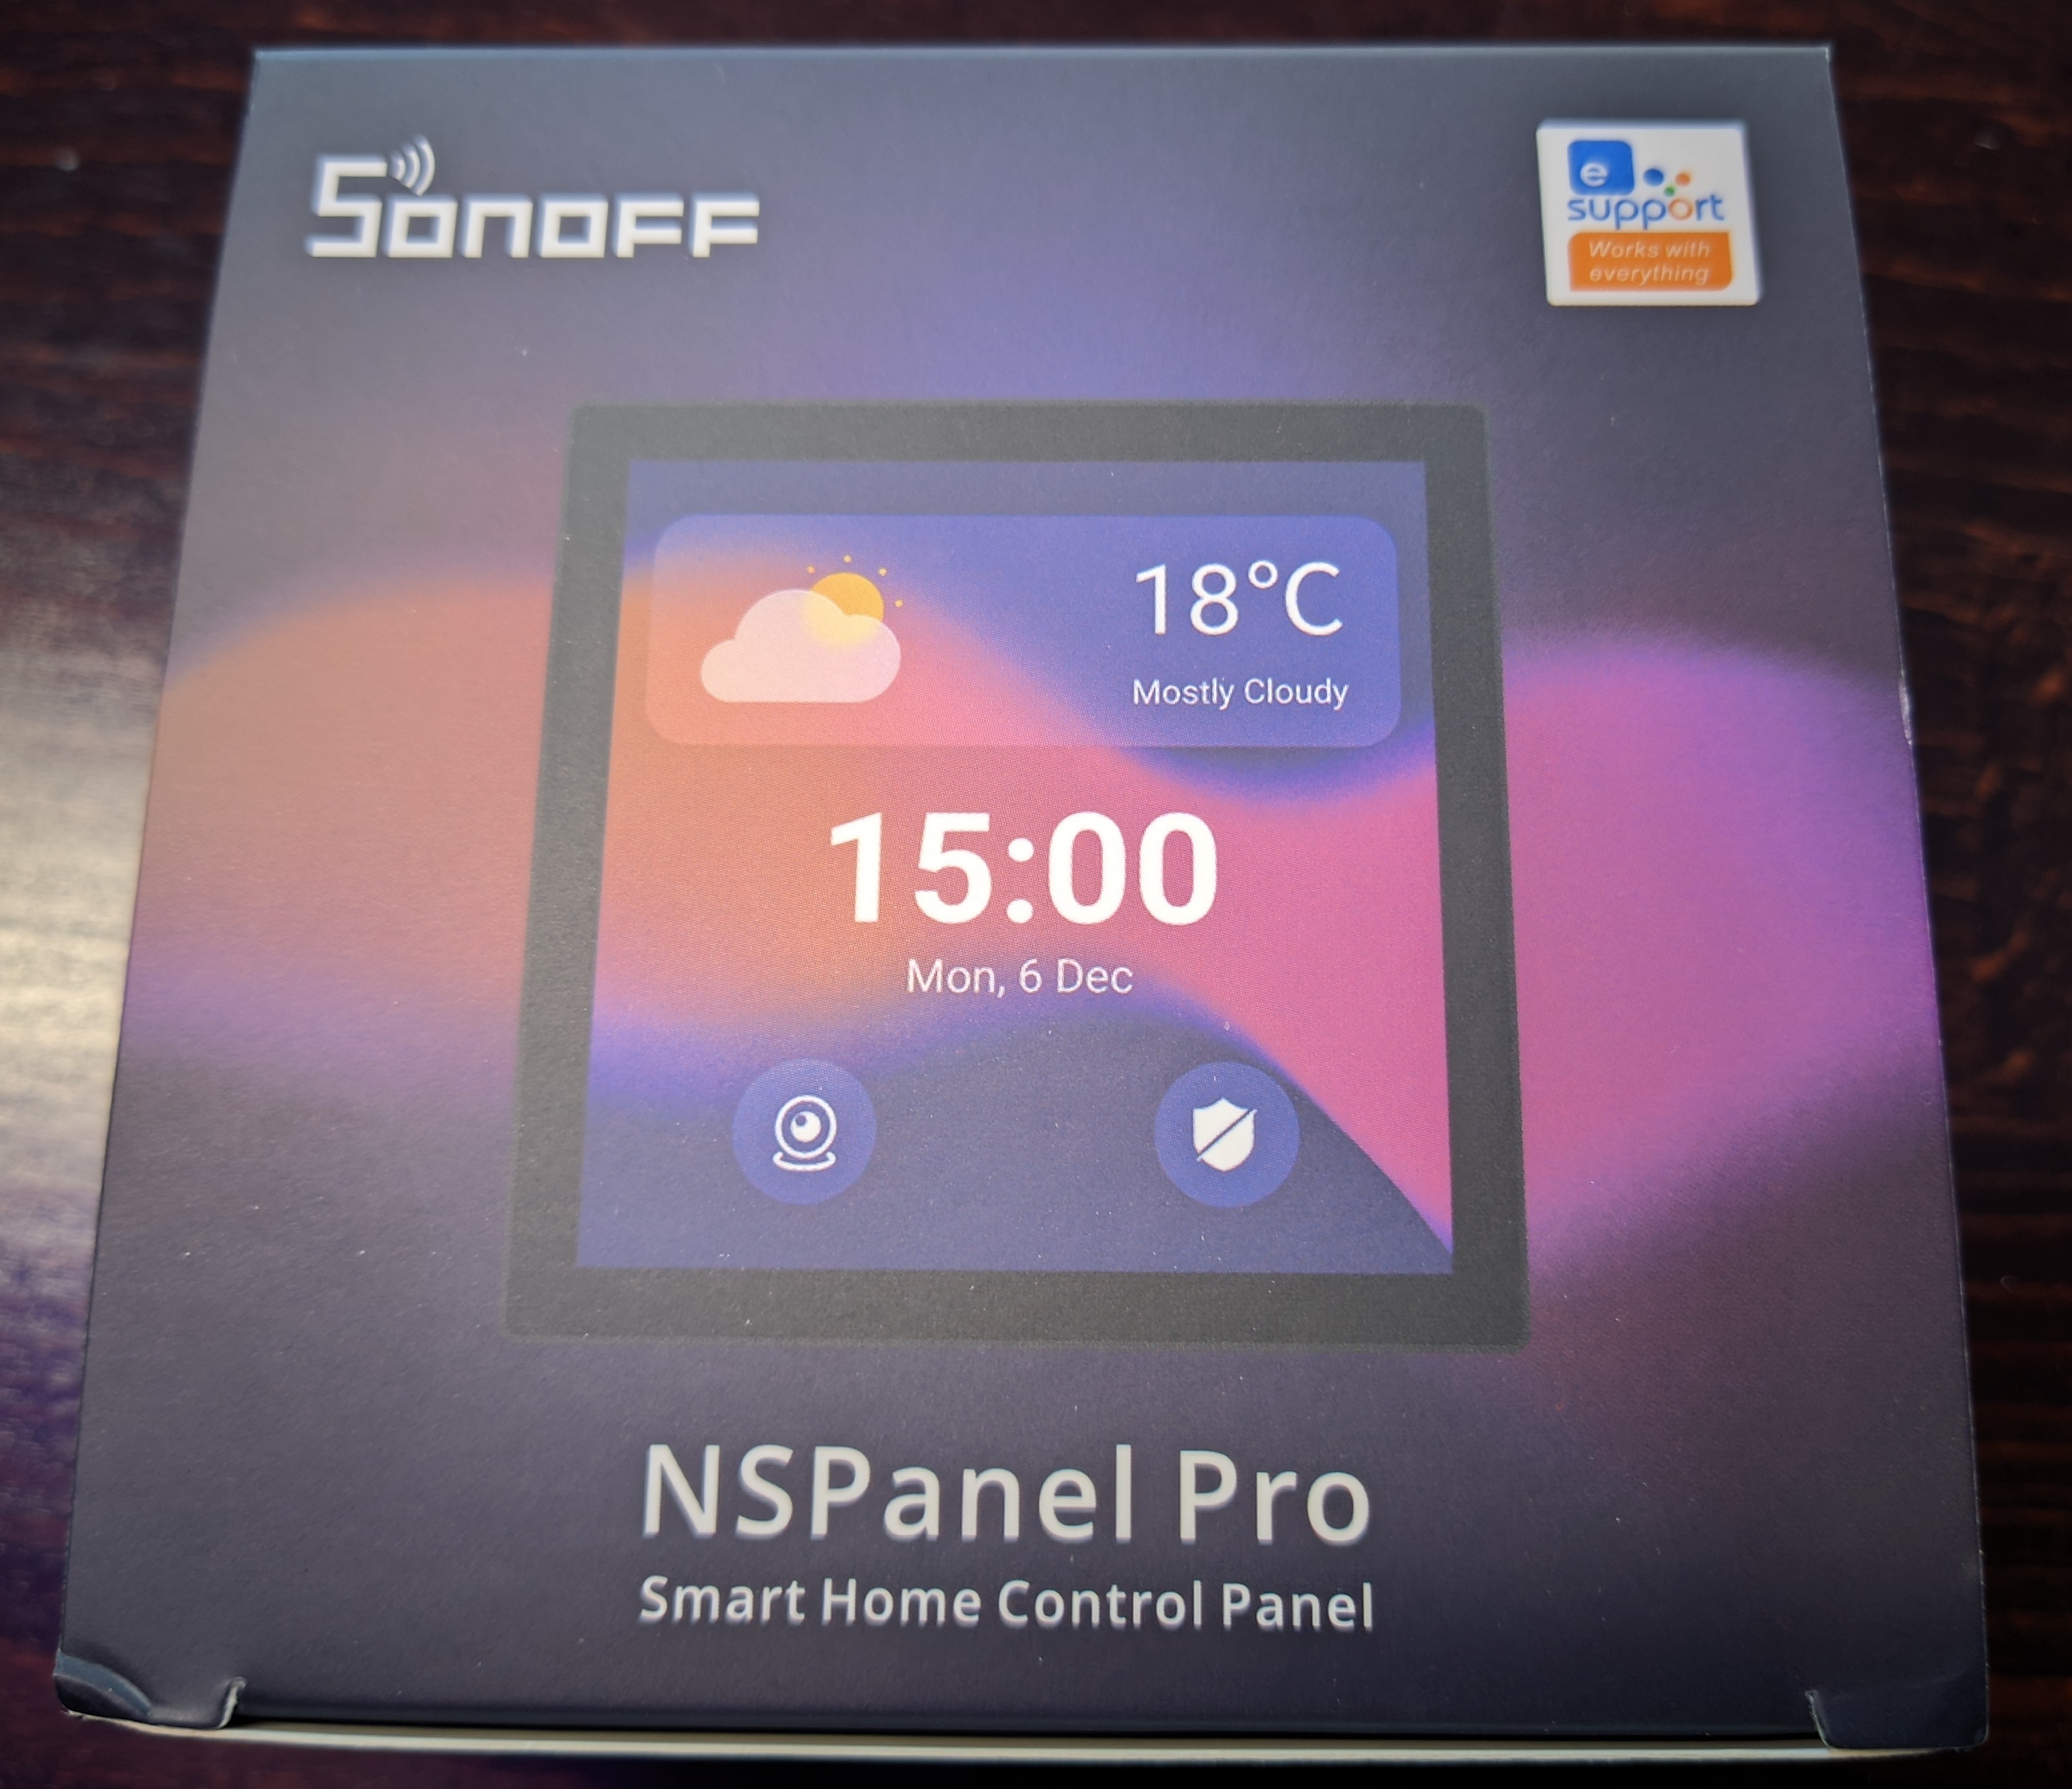 SONOFF
e
support
Works with
everything
18°C
Mostly Cloudy
15:00
Mon, 6 Dec
NSPanel Pro
Smart Home Control Panel